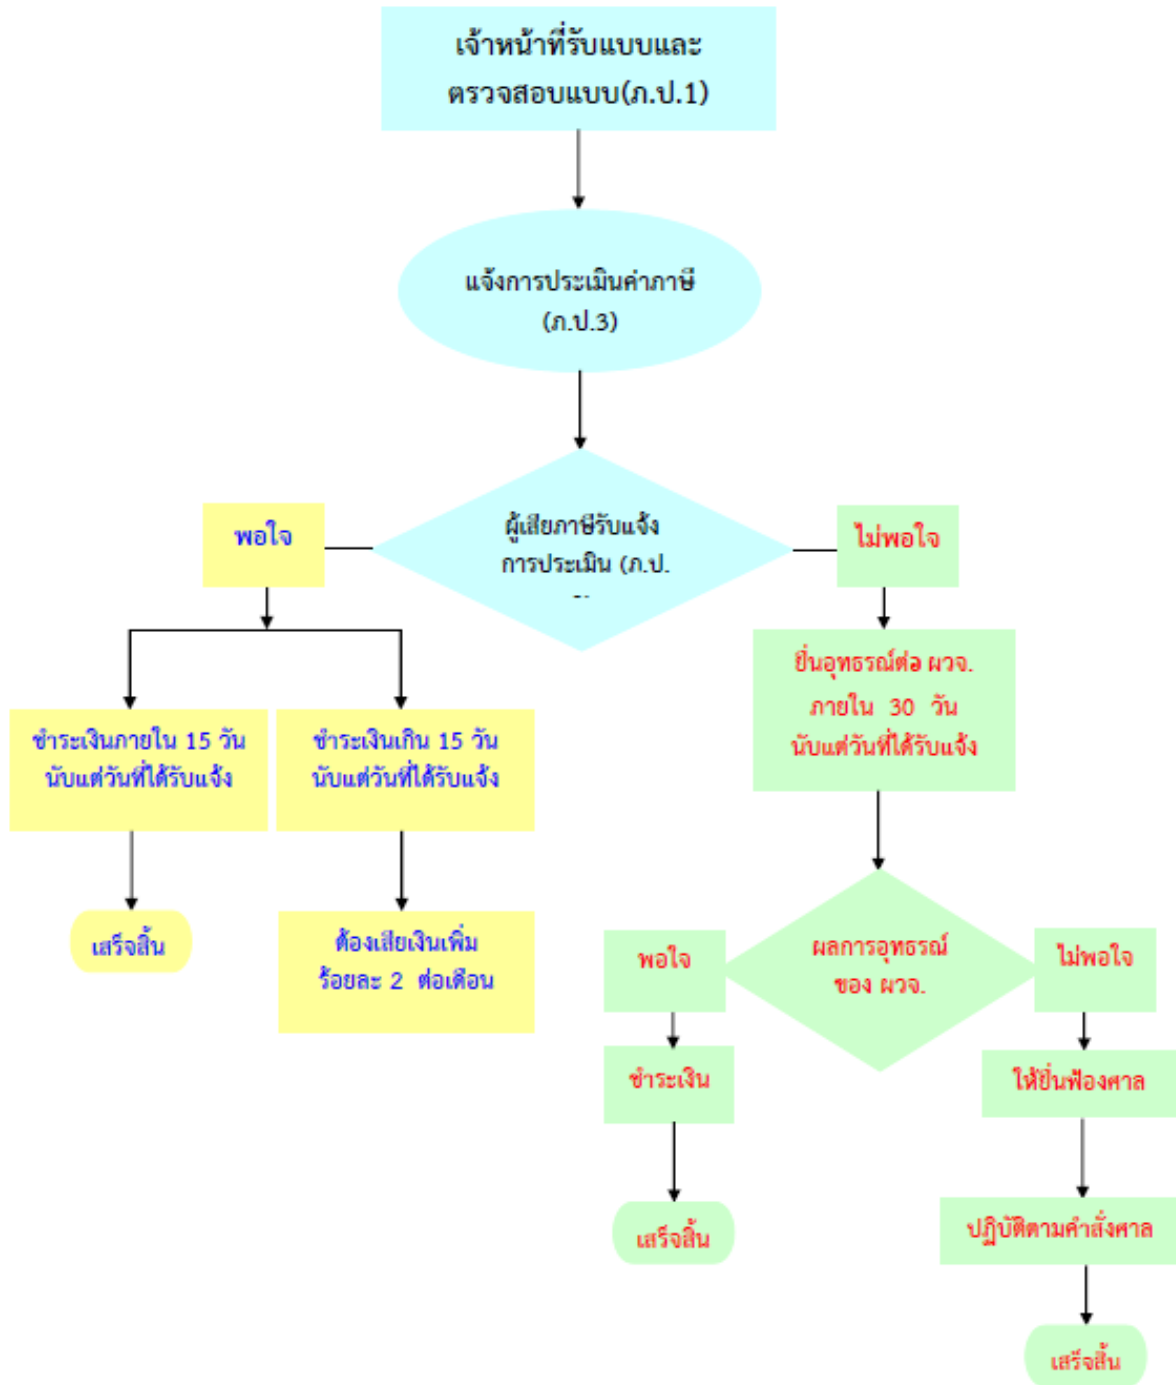 เจ้าหน้าที่รับแบบและ
ตรวจสอบแบบ(ภ.ป.1)
แจ้งการประเมินค่าภาษี
(ภ.ป.3)
ผู้เสียภาษีรับแจ้ง
การประเมิน (ภ.ป.
พอใจ
ไม่พอใจ
ชำระเงินภายใน 15 วัน
นับแต่วันที่ได้รับแจ้ง
ชำระเงินเกิน 15 วัน
นับแต่วันที่ได้รับแจ้ง
ยื่นอุทธรณ์ต่อ ผวจ.
ภายใน 30 วัน
นับแต่วันที่ได้รับแจ้ง
เสร็จสิ้น
ต้องเสียเงินเพิ่ม
ร้อยละ 2 ต่อเดือน
พอใจ
ผลการอุทธรณ์
ของ ผวจ.
ไม่พอใจ
ชำระเงิน
ให้ยื่นฟ้องศาล
เสร็จสิ้น
ปฏิบัติตามคำสั่งศาล
เสร็จสิ้น